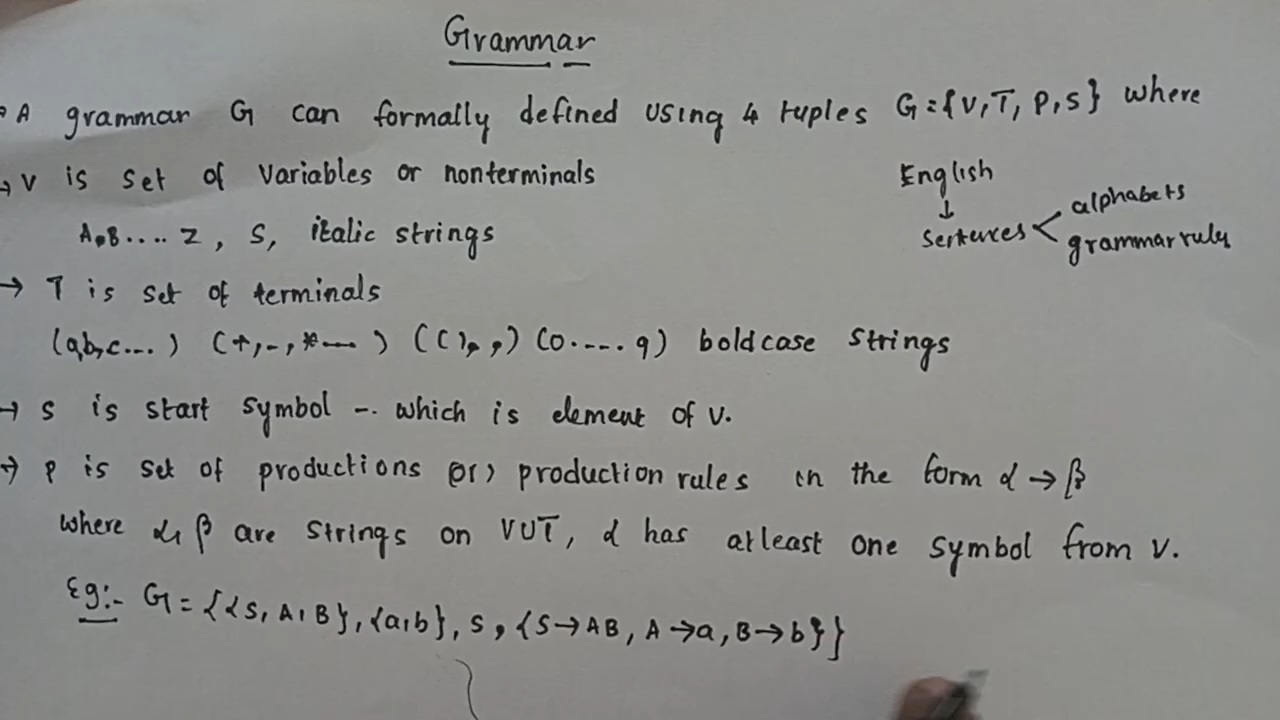 Grammar
→ A grammar G can formally defined using 4 tuples G={V,T,P,S} where
→ V is set of Variables or nonterminals
English
↓
Sentences < alphabets
grammar rules
A,B....Z, S, italic strings
→ T is set of terminals
(a,b,c...) (+,-,*....) ((),,) (0....9) boldcase strings
→ S is start symbol -. which is element of V.
→ P is set of productions (or) production rules in the form α→β
where α, β are strings on VUT, α has atleast one symbol from V.
Eg:- G={{S,A,B},{a,b},S,{S→AB, A→a, B→b}}